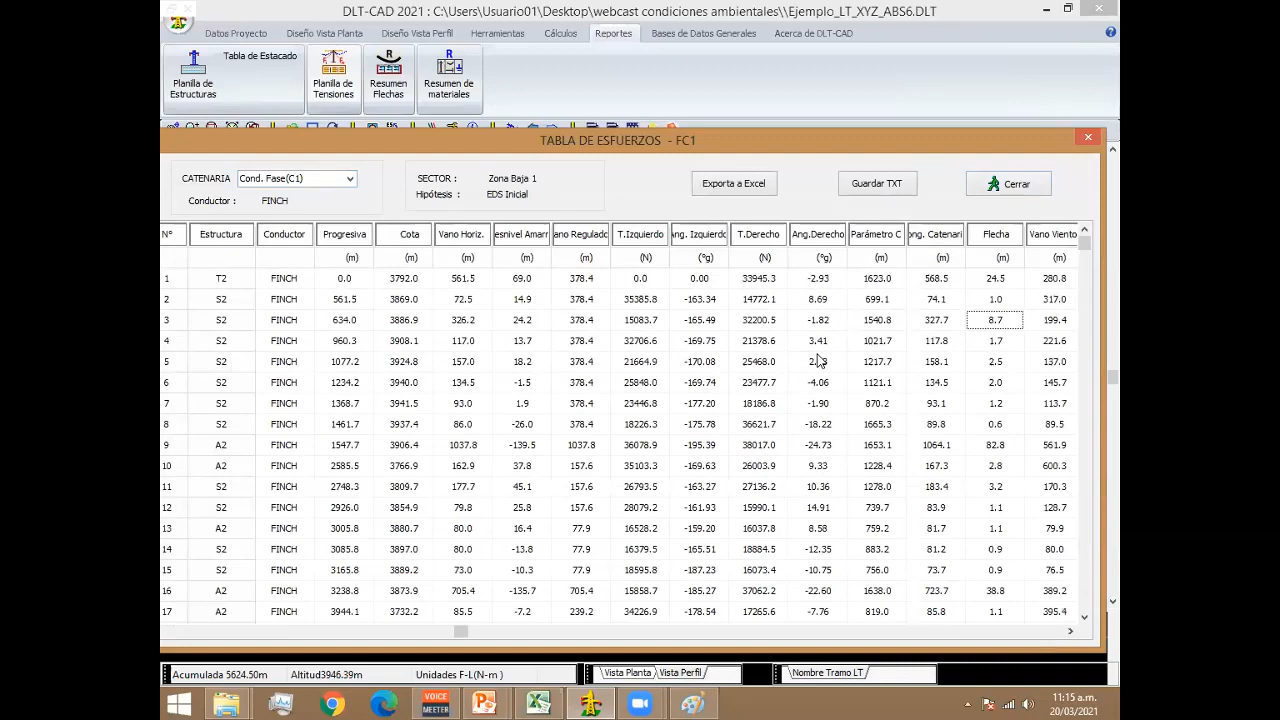 DLT-CAD 2021 : C:\Users\Usuario01\Desktop\webcast condiciones ambientales\\Ejemplo_LT_XYZ_ABS6.DLT
Datos Proyecto Diseño Vista Planta Diseño Vista Perfil Herramientas Cálculos Reportes Bases de Datos Generales Acerca de DLT-CAD
Planilla de Estructuras Tabla de Estacado Planilla de Tensiones Resumen Flechas Resumen de materiales
TABLA DE ESFUERZOS - FC1
CATENARIA Cond. Fase(C1) SECTOR : Zona Baja 1 Exporta a Excel Guardar TXT Cerrar
Conductor : FINCH Hipótesis : EDS Inicial
N° Estructura Conductor Progresiva Cota Vano Horiz. esnivel Amarr ano Regulado T.Izquierdo Ang. Izquierdo T.Derecho Ang.Derecho Parámetro C ong. Catenari Flecha Vano Viento
(m) (m) (m) (m) (m) (N) (ºg) (N) (ºg) (m) (m) (m) (m)
1 T2 FINCH 0.0 3792.0 561.5 69.0 378.4 0.0 0.00 33945.3 -2.93 1623.0 568.5 24.5 280.8
2 S2 FINCH 561.5 3869.0 72.5 14.9 378.4 35385.8 -163.34 14772.1 8.69 699.1 74.1 1.0 317.0
3 S2 FINCH 634.0 3886.9 326.2 24.2 378.4 15083.7 -165.49 32200.5 -1.82 1540.8 327.7 8.7 199.4
4 S2 FINCH 960.3 3908.1 117.0 13.7 378.4 32706.6 -169.75 21378.8 3.41 1021.7 117.8 1.7 221.6
5 S2 FINCH 1077.2 3924.8 157.0 18.2 378.4 21664.9 -170.08 25468.0 1217.7 158.1 2.5 137.0
6 S2 FINCH 1234.2 3940.0 134.5 -1.5 378.4 25848.0 -169.74 23477.7 -4.06 1121.1 134.5 2.0 145.7
7 S2 FINCH 1368.7 3941.5 93.0 1.9 378.4 23446.8 -177.20 18186.8 -1.90 870.2 93.1 1.2 113.7
8 S2 FINCH 1461.7 3937.4 86.0 26.0 378.4 18226.3 -175.78 36621.7 -18.22 1665.3 89.8 0.6 89.5
9 A2 FINCH 1547.7 3906.4 1037.8 -139.5 1037.8 36078.9 -195.39 38017.0 -24.73 1653.1 1064.1 82.8 561.9
10 A2 FINCH 2585.5 3766.9 162.9 37.8 157.6 35103.3 -169.63 26003.9 9.33 1228.4 167.3 2.8 600.3
11 S2 FINCH 2748.3 3809.7 177.7 45.1 157.6 26793.5 -163.27 27136.2 10.36 1278.0 183.4 3.2 170.3
12 S2 FINCH 2926.0 3854.9 79.8 25.8 157.6 28079.2 -161.93 15990.1 14.91 739.7 83.9 1.1 128.7
13 A2 FINCH 3005.8 3880.7 80.0 16.4 77.9 16528.2 -159.20 16037.8 8.58 759.2 81.7 1.1 79.9
14 S2 FINCH 3085.8 3897.0 80.0 -13.8 77.9 16379.5 18884.3 -12.35 883.2 81.2 0.9 80.0
15 S2 FINCH 3165.8 3889.2 73.0 -10.3 77.9 18595.8 -187.23 16073.4 -10.75 756.0 73.7 0.9 76.5
16 A2 FINCH 3238.8 3873.9 705.4 -135.7 705.4 15858.7 -185.27 37062.2 -22.60 1638.0 723.7 38.8 389.2
17 A2 FINCH 3944.1 3732.2 85.5 -7.2 239.2 34226.9 -178.54 17265.6 -7.76 819.0 85.8 1.1 395.4
Acumulada 5624.50m Altitud3946.39m Unidades F-L(N-m ) Vista Planta Vista Perfil Nombre Tramo LT
VOICE MEETER 11:15 a.m.
20/03/2021